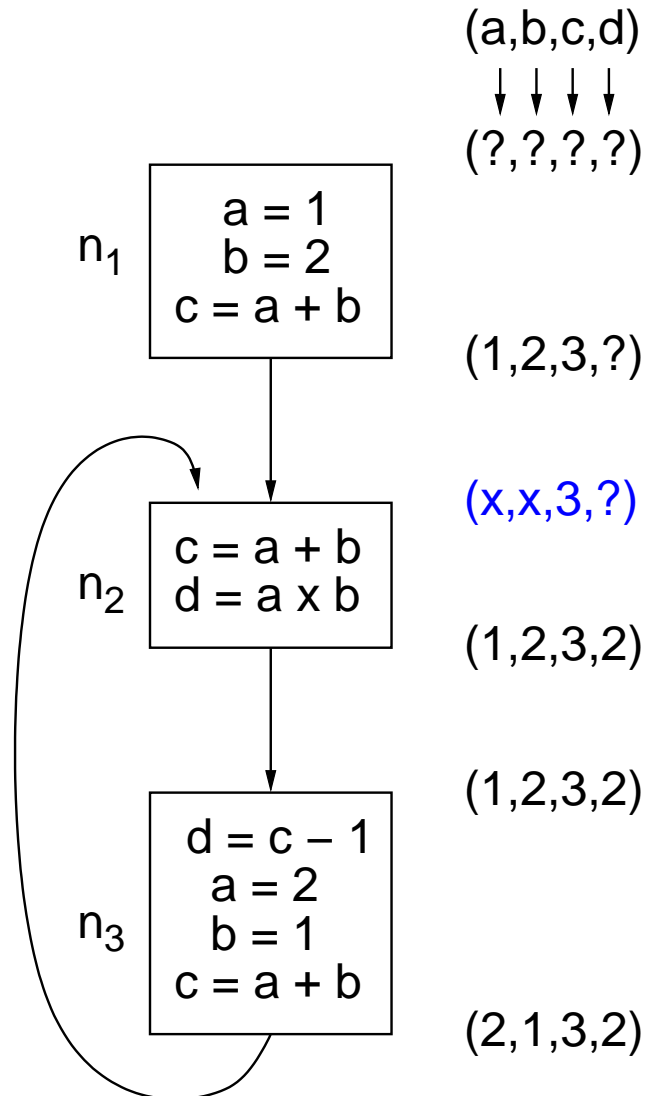 (a,b,c,d)
(?,?,?,?)
n1
a = 1
b = 2
c = a + b
(1,2,3,?)
(x,x,3,?)
n2
c = a + b
d = a x b
(1,2,3,2)
(1,2,3,2)
n3
d = c – 1
a = 2
b = 1
c = a + b
(2,1,3,2)